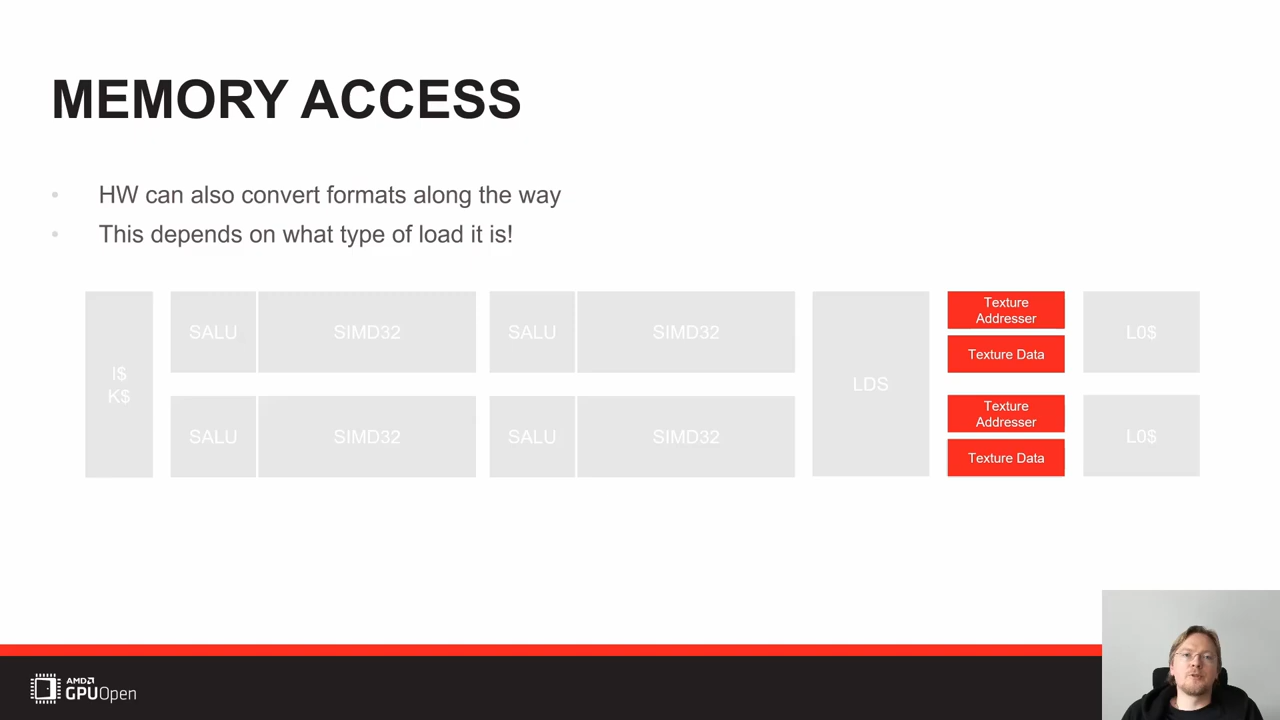 MEMORY ACCESS
• HW can also convert formats along the way
• This depends on what type of load it is!
I$
K$
SALU
SIMD32
SALU
SIMD32
SALU
SIMD32
SALU
SIMD32
LDS
Texture
Addresser
Texture Data
Texture
Addresser
Texture Data
L0$
L0$
AMD
GPUOpen